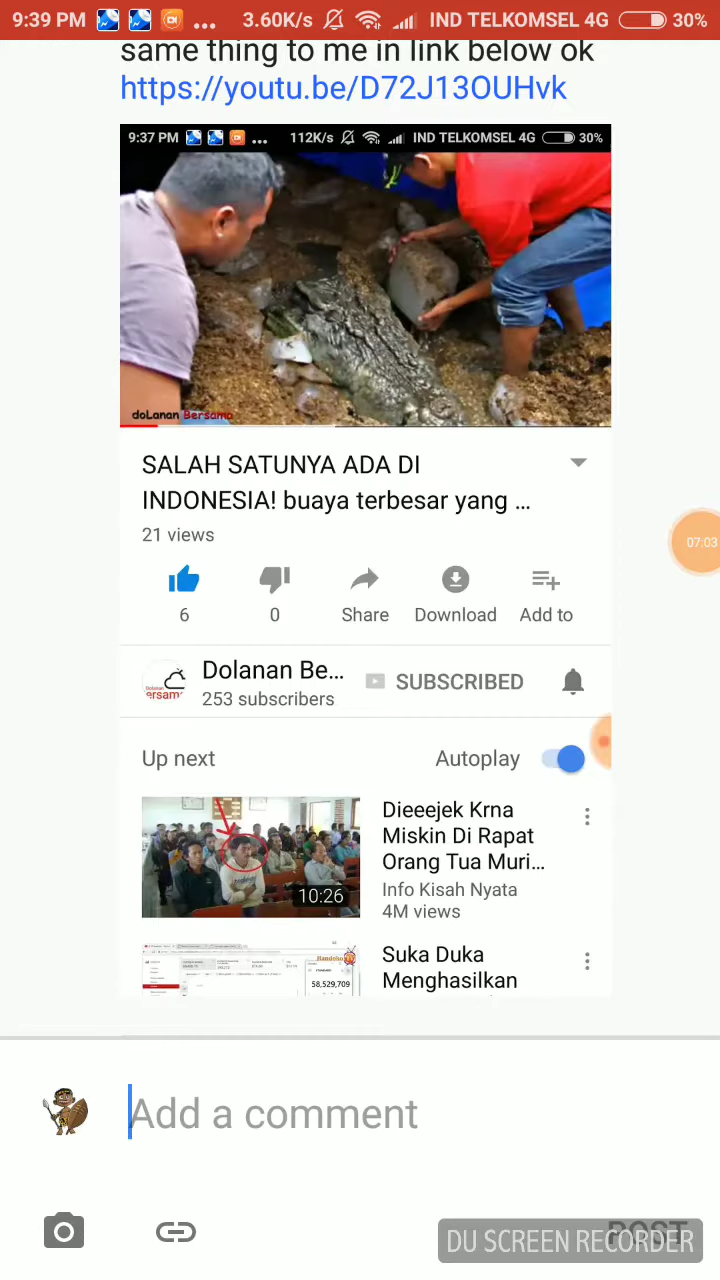 9:39 PM ... 3.60K/s IND TELKOMSEL 4G 30%
same thing to me in link below ok
https://youtu.be/D72J13OUHvk
9:37 PM ... 112K/s IND TELKOMSEL 4G 30%
doLanan Bersama
SALAH SATUNYA ADA DI
INDONESIA! buaya terbesar yang ...
21 views
6 0 Share Download Add to
Dolanan Be... SUBSCRIBED
253 subscribers
07:03
Up next Autoplay
Dieeejek Krna
Miskin Di Rapat
Orang Tua Muri...
Info Kisah Nyata
4M views
10:26
Suka Duka
Menghasilkan
58,529,709
Add a comment
POST
DU SCREEN RECORDER